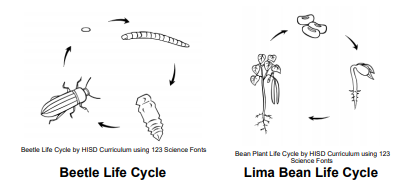 Beetle Life Cycle by HISD Curriculum using 123 Science Fonts
Beetle Life Cycle
Bean Plant Life Cycle by HISD Curriculum using 123
Science Fonts
Lima Bean Life Cycle